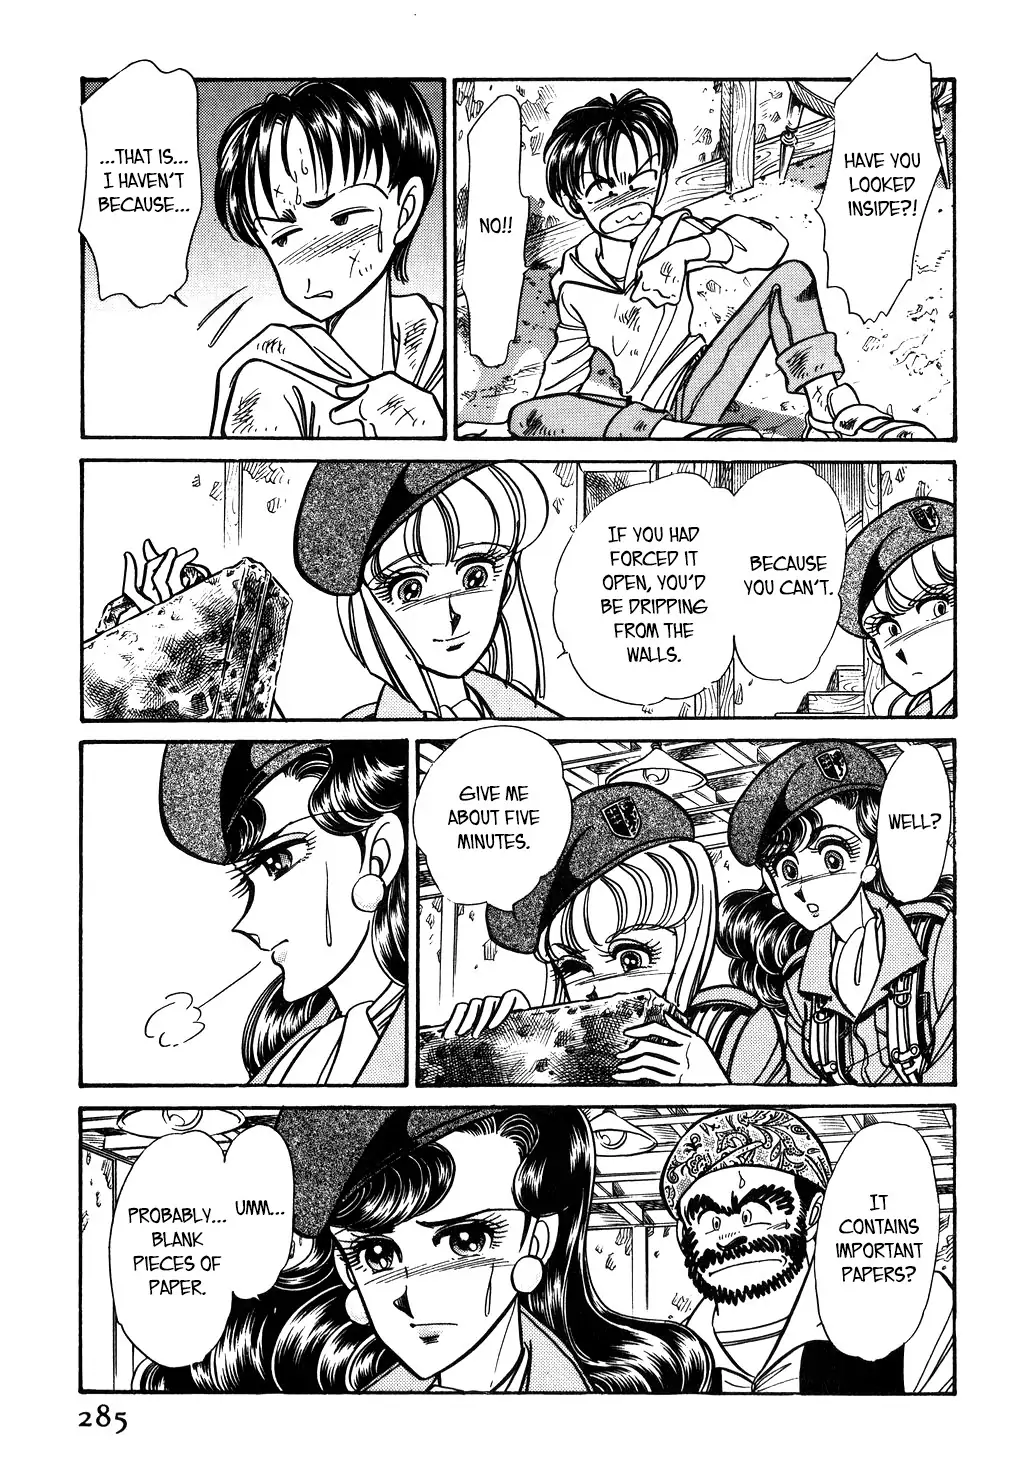 HAVE YOU
LOOKED
INSIDE?!
NO!!
...THAT IS...
I HAVEN'T
BECAUSE...
BECAUSE
YOU CAN'T.
IF YOU HAD
FORCED IT
OPEN, YOU'D
BE DRIPPING
FROM THE
WALLS.
WELL?
GIVE ME
ABOUT FIVE
MINUTES.
IT
CONTAINS
IMPORTANT
PAPERS?
UMM...
PROBABLY...
BLANK
PIECES OF
PAPER.
285